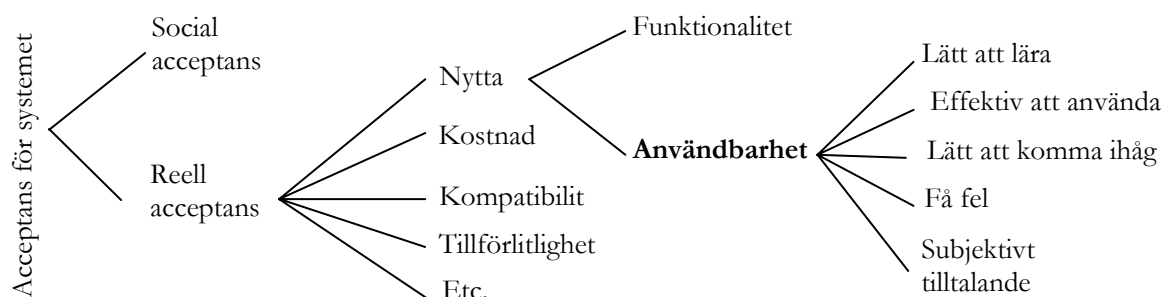 Acceptans för systemet
Social
acceptans
Reell
acceptans
Nytta
Kostnad
Kompatibilit
Tillförlitlighet
Etc.
Funktionalitet
Användbarhet
Lätt att lära
Effektiv att använda
Lätt att komma ihåg
Få fel
Subjektivt
tilltalande